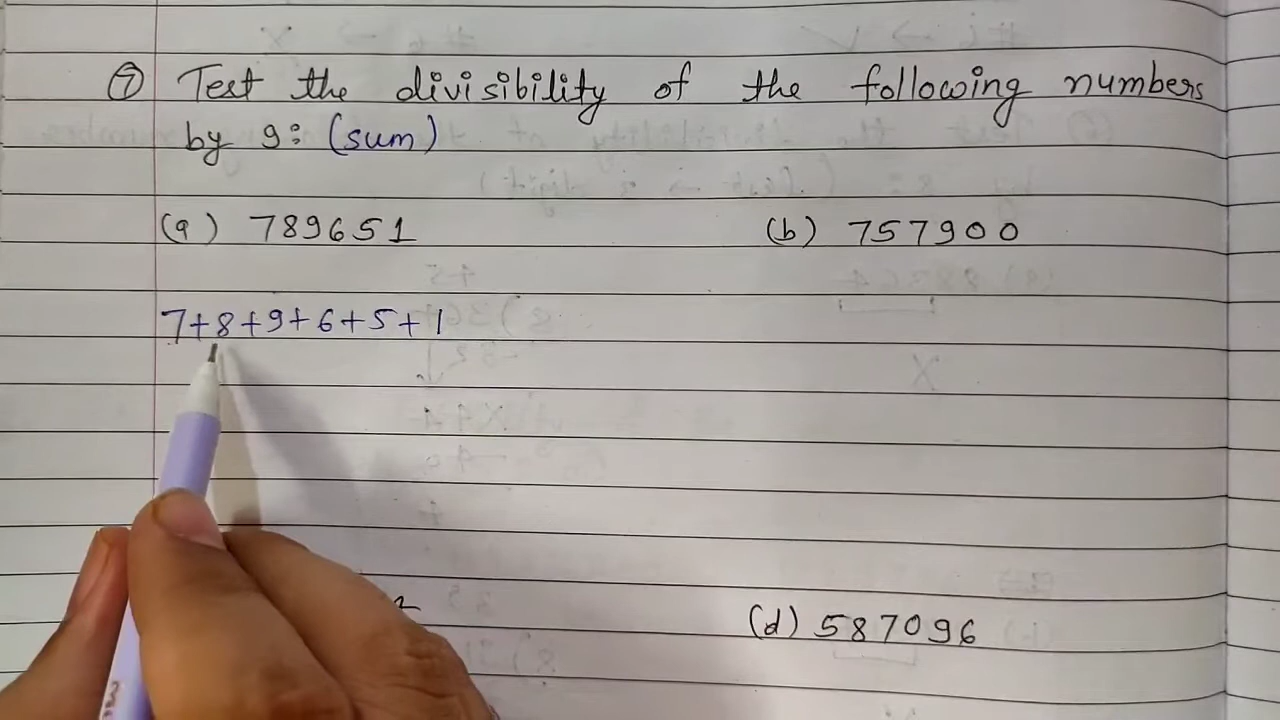 ⑦ Test the divisibility of the following numbers
by 9: (sum)
(a) 789651 (b) 757900
7+8+9+6+5+1
(d) 587096